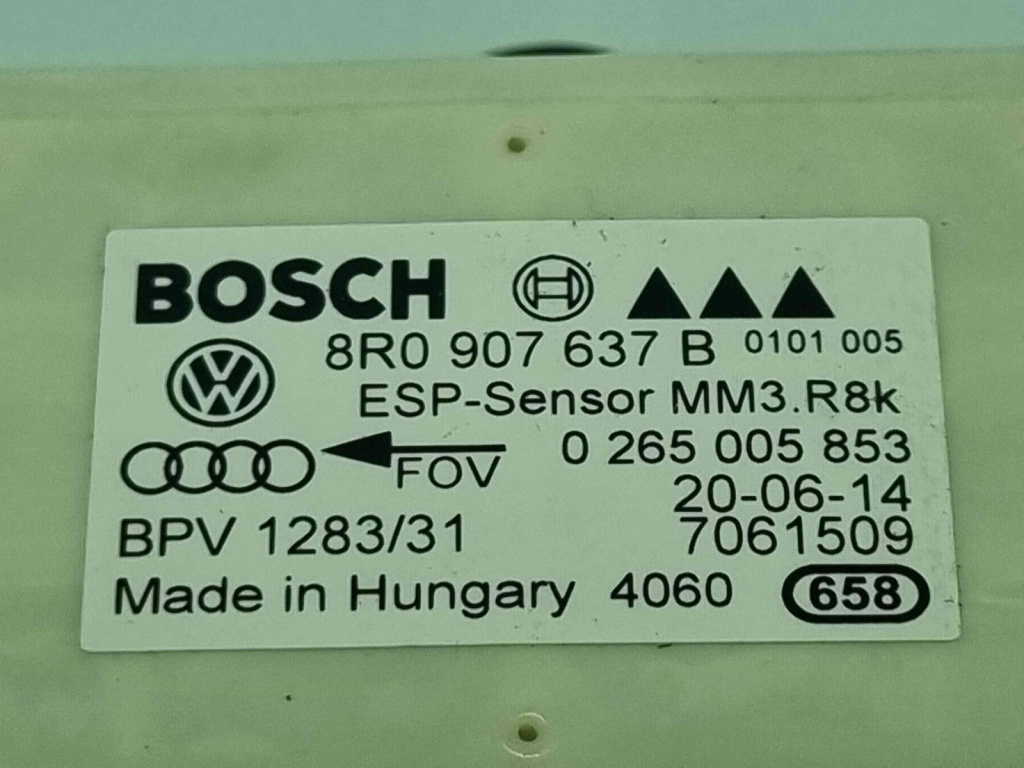 BOSCH
8R0 907 637 B 0101 005
ESP-Sensor MM3.R8k
FOV 0 265 005 853
20-06-14
BPV 1283/31 7061509
Made in Hungary 4060 658